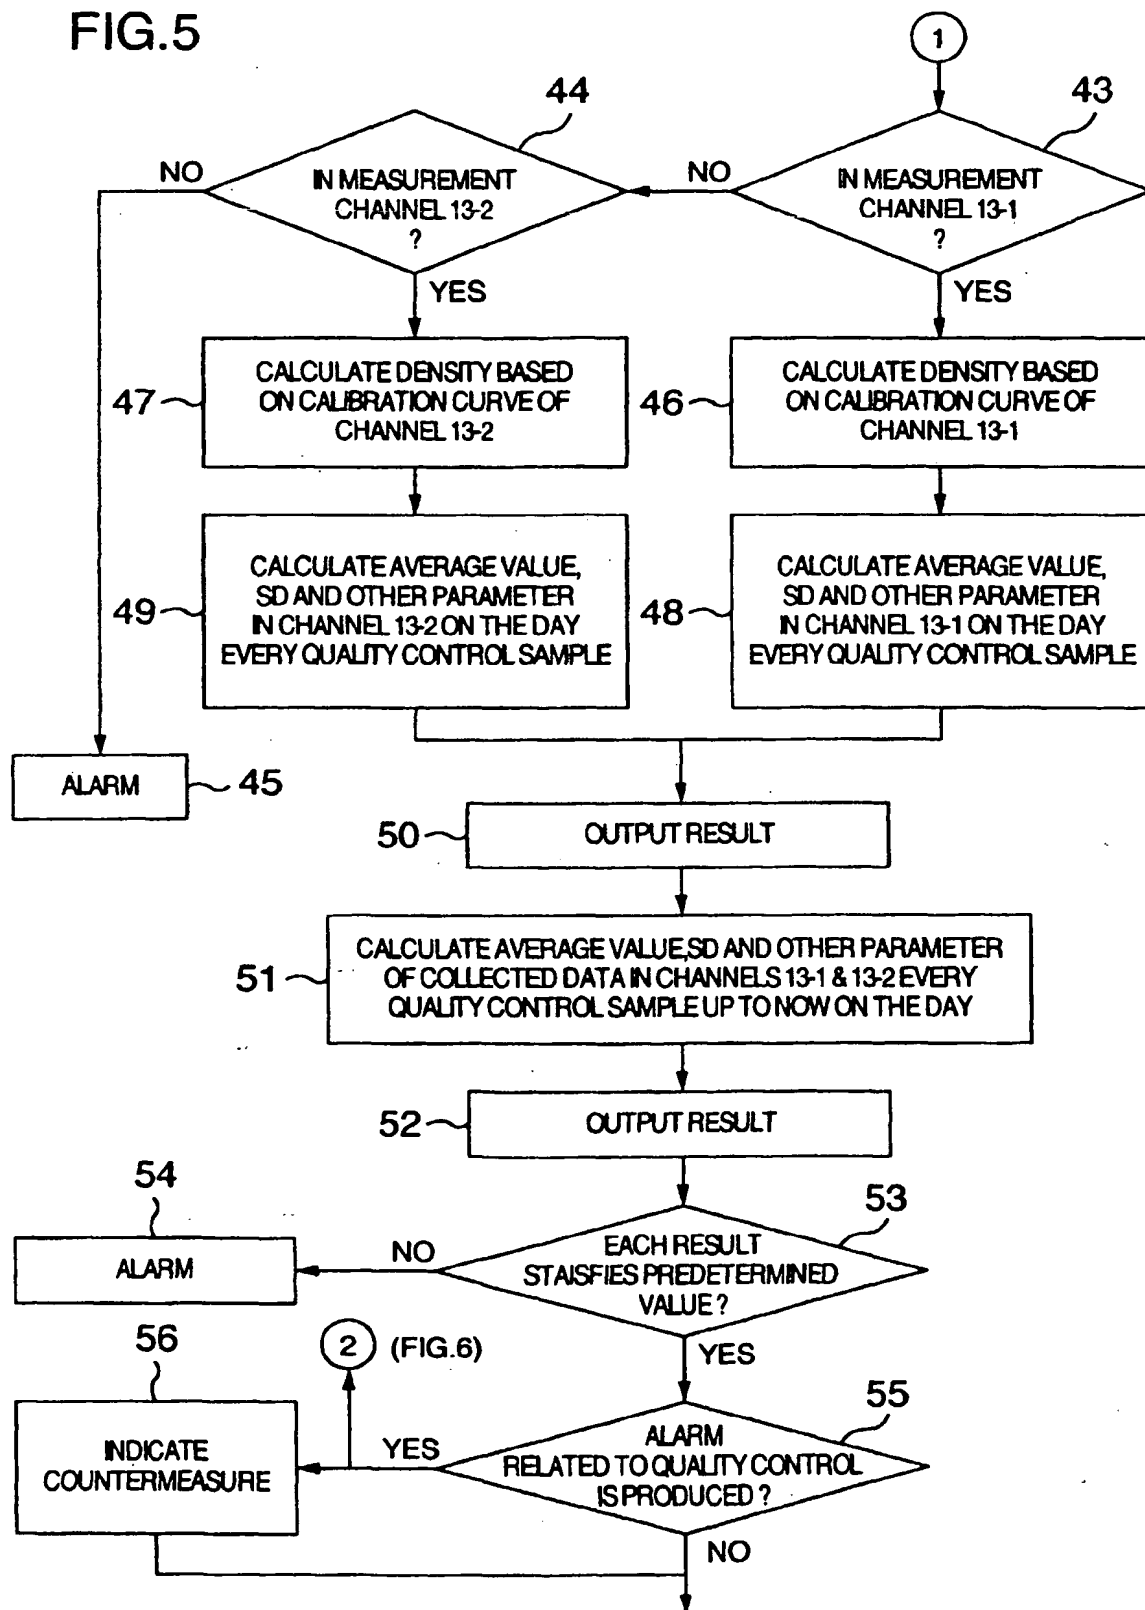 FIG.5
1
44
43
NO
IN MEASUREMENT
CHANNEL 13-2
?
NO
IN MEASUREMENT
CHANNEL 13-1
?
YES
YES
47
CALCULATE DENSITY BASED
ON CALIBRATION CURVE OF
CHANNEL 13-2
46
CALCULATE DENSITY BASED
ON CALIBRATION CURVE OF
CHANNEL 13-1
49
CALCULATE AVERAGE VALUE,
SD AND OTHER PARAMETER
IN CHANNEL 13-2 ON THE DAY
EVERY QUALITY CONTROL SAMPLE
48
CALCULATE AVERAGE VALUE,
SD AND OTHER PARAMETER
IN CHANNEL 13-1 ON THE DAY
EVERY QUALITY CONTROL SAMPLE
ALARM
45
50
OUTPUT RESULT
51
CALCULATE AVERAGE VALUE,SD AND OTHER PARAMETER
OF COLLECTED DATA IN CHANNELS 13-1 & 13-2 EVERY
QUALITY CONTROL SAMPLE UP TO NOW ON THE DAY
52
OUTPUT RESULT
54
ALARM
NO
53
EACH RESULT
STAISFIES PREDETERMINED
VALUE ?
YES
56
2 (FIG.6)
55
INDICATE
COUNTERMEASURE
YES
ALARM
RELATED TO QUALITY CONTROL
IS PRODUCED ?
NO